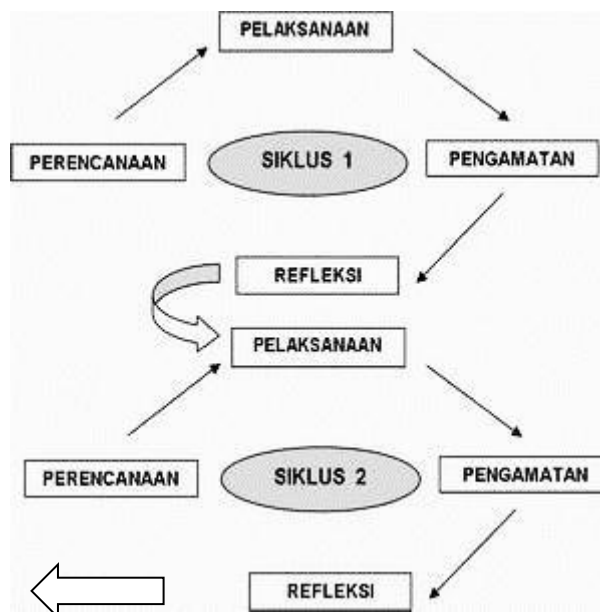 PELAKSANAAN
PERENCANAAN
SIKLUS 1
PENGAMATAN
REFLEKSI
PELAKSANAAN
PERENCANAAN
SIKLUS 2
PENGAMATAN
REFLEKSI